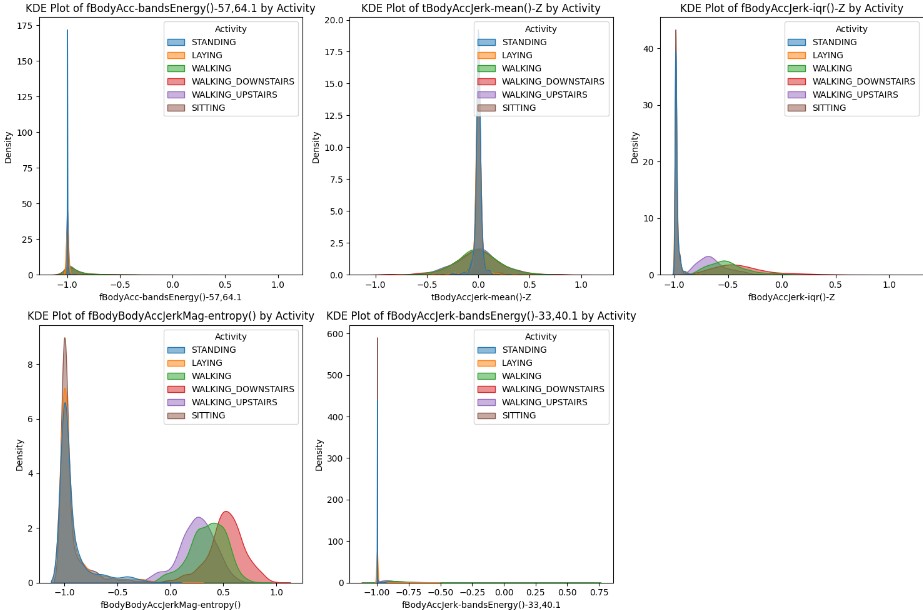 KDE Plot of fBodyAcc-bandsEnergy()-57,64.1 by Activity
175
150
125
100
75
50
25
0
Density
−1.0 −0.5 0.0 0.5 1.0
fBodyAcc-bandsEnergy()-57,64.1
Activity
STANDING
LAYING
WALKING
WALKING_DOWNSTAIRS
WALKING_UPSTAIRS
SITTING
KDE Plot of tBodyAccJerk-mean()-Z by Activity
20.0
17.5
15.0
12.5
10.0
7.5
5.0
2.5
0.0
Density
−1.0 −0.5 0.0 0.5 1.0
tBodyAccJerk-mean()-Z
Activity
STANDING
LAYING
WALKING
WALKING_DOWNSTAIRS
WALKING_UPSTAIRS
SITTING
KDE Plot of fBodyAccJerk-iqr()-Z by Activity
40
30
20
10
0
Density
−1.0 −0.5 0.0 0.5 1.0
fBodyAccJerk-iqr()-Z
Activity
STANDING
LAYING
WALKING
WALKING_DOWNSTAIRS
WALKING_UPSTAIRS
SITTING
KDE Plot of fBodyBodyAccJerkMag-entropy() by Activity
8
6
4
2
0
Density
−1.0 −0.5 0.0 0.5 1.0
fBodyBodyAccJerkMag-entropy()
Activity
STANDING
LAYING
WALKING
WALKING_DOWNSTAIRS
WALKING_UPSTAIRS
SITTING
KDE Plot of fBodyAccJerk-bandsEnergy()-33,40.1 by Activity
600
500
400
300
200
100
0
Density
−1.00 −0.75 −0.50 −0.25 0.00 0.25 0.50 0.75
fBodyAccJerk-bandsEnergy()-33,40.1
Activity
STANDING
LAYING
WALKING
WALKING_DOWNSTAIRS
WALKING_UPSTAIRS
SITTING